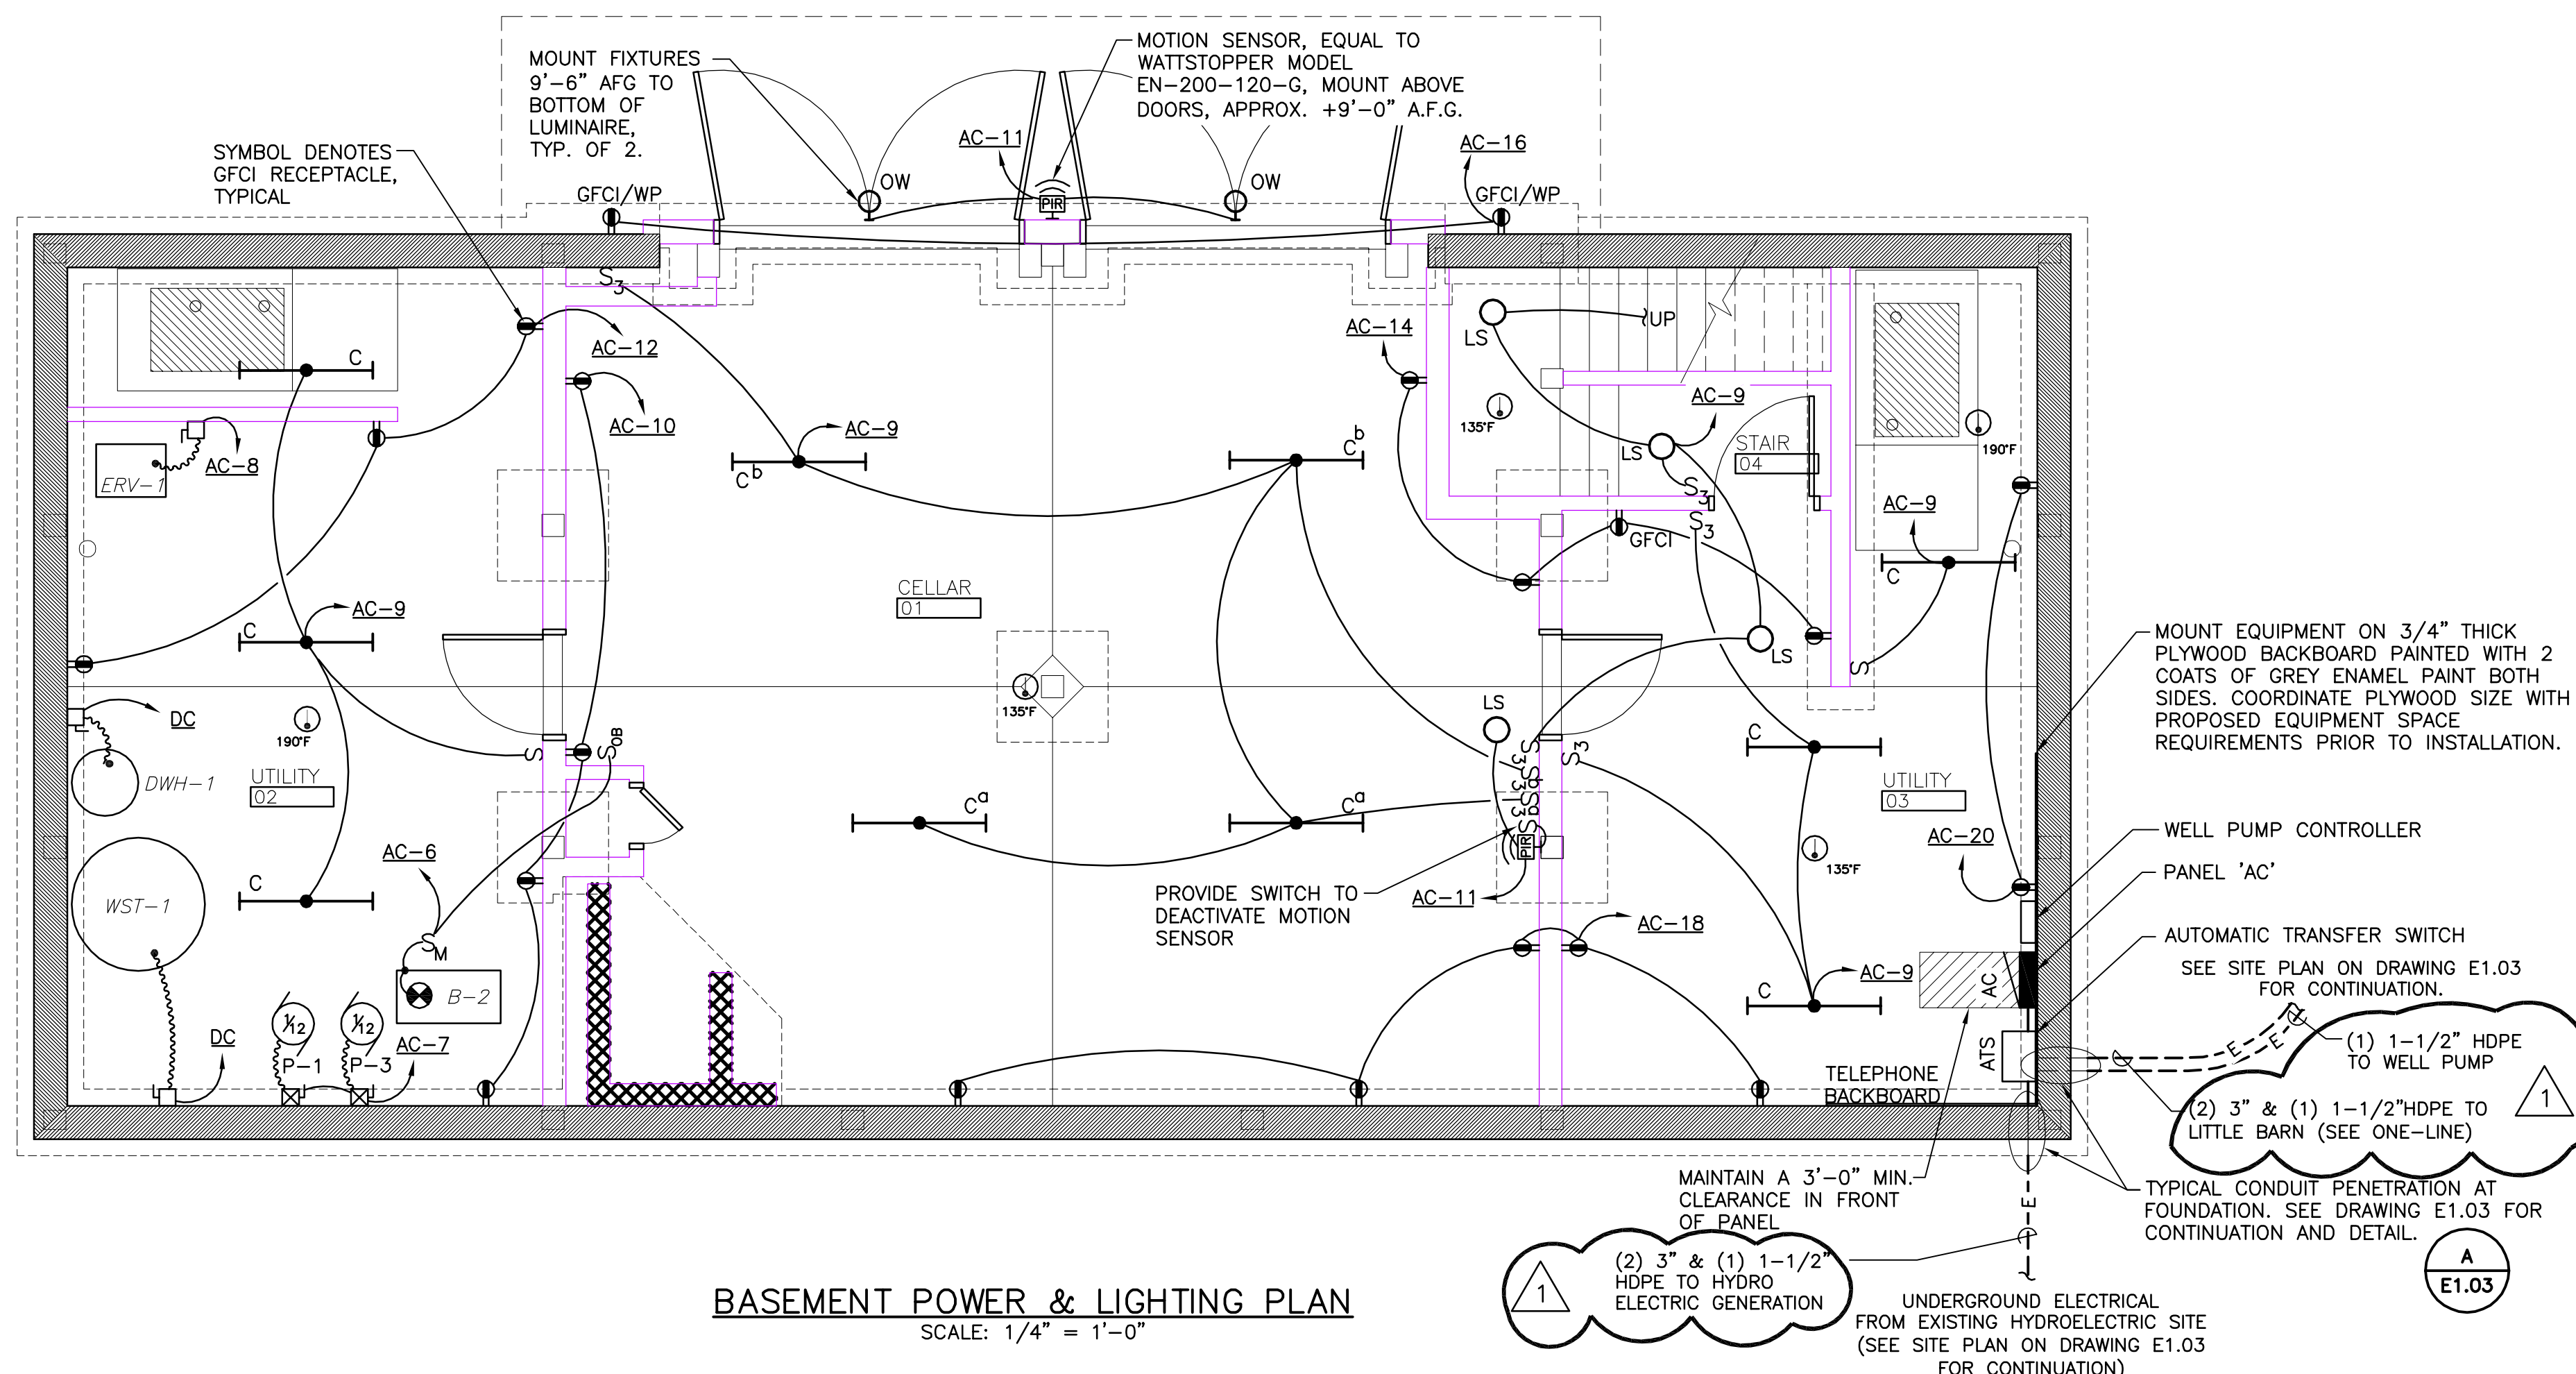 MOUNT FIXTURES
9'-6" AFG TO
BOTTOM OF
LUMINAIRE,
TYP. OF 2.
MOTION SENSOR, EQUAL TO
WATTSTOPPER MODEL
EN-200-120-G, MOUNT ABOVE
DOORS, APPROX. +9'-0" A.F.G.
SYMBOL DENOTES
GFCI RECEPTACLE,
TYPICAL
AC-11
AC-16
GFCI/WP
OW
PIR
OW
GFCI/WP
S3
AC-12
C
AC-10
AC-8
ERV-1
AC-9
Cb
Cb
AC-14
LS
UP
135°F
AC-9
LS
STAIR
04
S3
S3
GFCI
190°F
AC-9
C
CELLAR
01
C
AC-9
LS
S
MOUNT EQUIPMENT ON 3/4" THICK
PLYWOOD BACKBOARD PAINTED WITH 2
COATS OF GREY ENAMEL PAINT BOTH
SIDES. COORDINATE PLYWOOD SIZE WITH
PROPOSED EQUIPMENT SPACE
REQUIREMENTS PRIOR TO INSTALLATION.
DC
190°F
135°F
LS
S
SOB
S3
S3b
S3a
S
S3
C
DWH-1
UTILITY
02
UTILITY
03
Ca
Ca
PIR
135°F
AC-20
WELL PUMP CONTROLLER
PANEL 'AC'
AUTOMATIC TRANSFER SWITCH
AC-6
C
WST-1
SM
B-2
PROVIDE SWITCH TO
DEACTIVATE MOTION
SENSOR
AC-11
AC-18
AC-9
C
AC
SEE SITE PLAN ON DRAWING E1.03
FOR CONTINUATION.
DC
1/12
1/12
P-1
P-3
AC-7
ATS
E
E
(1) 1-1/2" HDPE
TO WELL PUMP
1
(2) 3" & (1) 1-1/2"HDPE TO
LITTLE BARN (SEE ONE-LINE)
TELEPHONE
BACKBOARD
MAINTAIN A 3'-0" MIN.
CLEARANCE IN FRONT
OF PANEL
E
TYPICAL CONDUIT PENETRATION AT
FOUNDATION. SEE DRAWING E1.03 FOR
CONTINUATION AND DETAIL.
A
E1.03
1
(2) 3" & (1) 1-1/2"
HDPE TO HYDRO
ELECTRIC GENERATION
UNDERGROUND ELECTRICAL
FROM EXISTING HYDROELECTRIC SITE
(SEE SITE PLAN ON DRAWING E1.03
FOR CONTINUATION)
BASEMENT POWER & LIGHTING PLAN
SCALE: 1/4" = 1'-0"